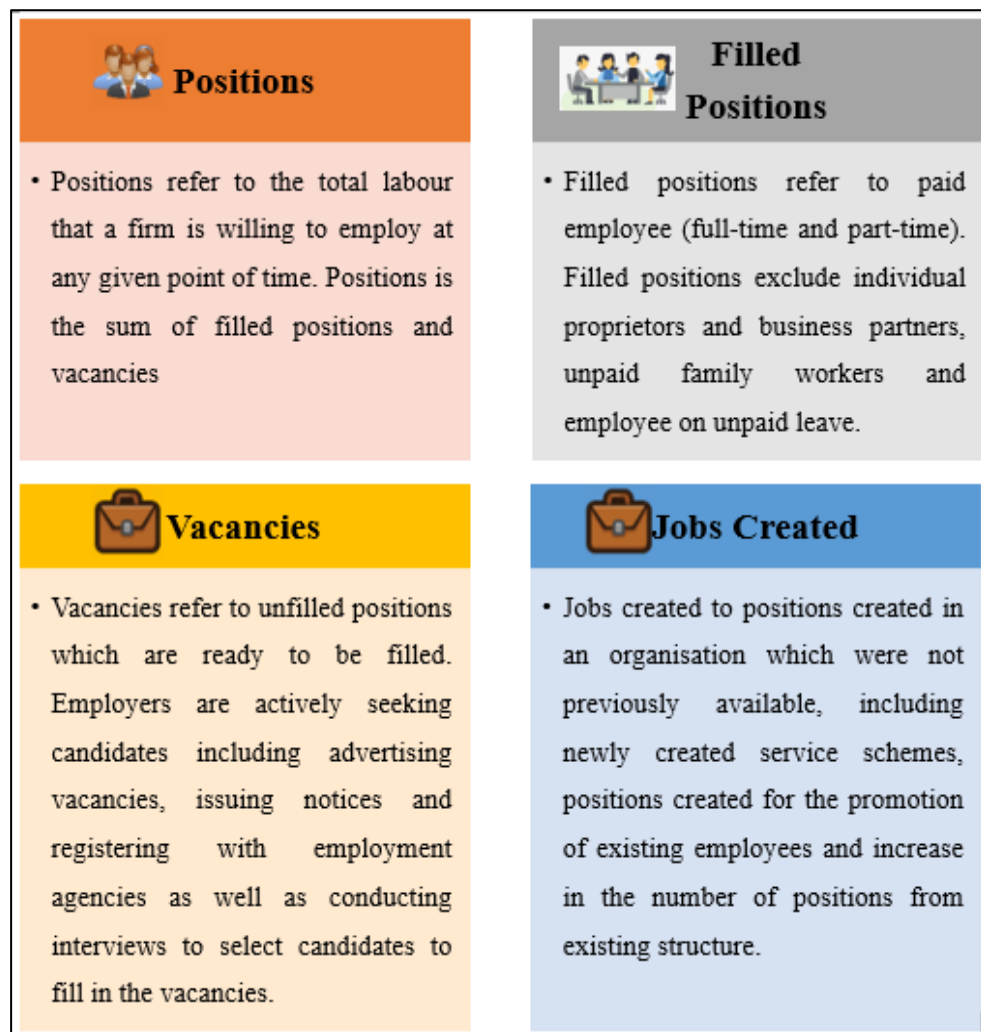 Positions
• Positions refer to the total labour
that a firm is willing to employ at
any given point of time. Positions is
the sum of filled positions and
vacancies
Filled
Positions
• Filled positions refer to paid
employee (full-time and part-time).
Filled positions exclude individual
proprietors and business partners,
unpaid family workers and
employee on unpaid leave.
Vacancies
• Vacancies refer to unfilled positions
which are ready to be filled.
Employers are actively seeking
candidates including advertising
vacancies, issuing notices and
registering with employment
agencies as well as conducting
interviews to select candidates to
fill in the vacancies.
Jobs Created
• Jobs created to positions created in
an organisation which were not
previously available, including
newly created service schemes,
positions created for the promotion
of existing employees and increase
in the number of positions from
existing structure.